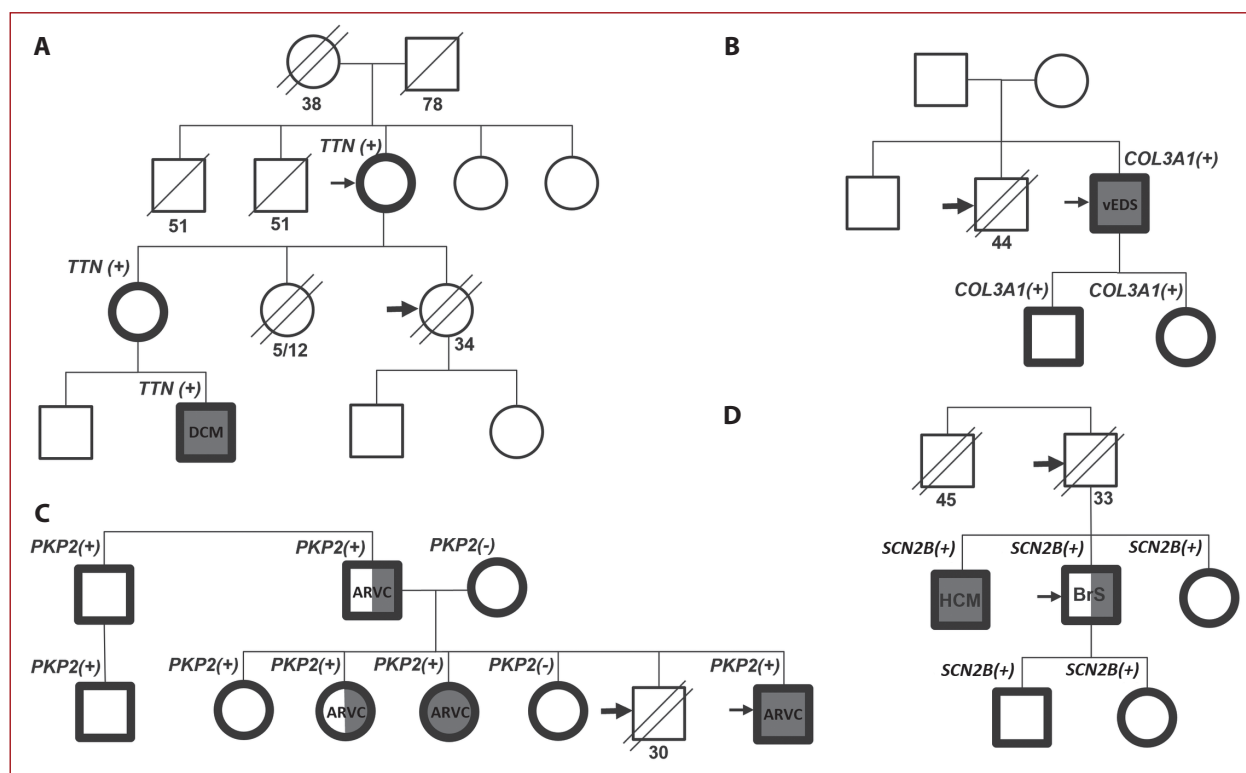 A
38 78
TTN (+)
51 51
TTN (+)
5/12 34
TTN (+)
DCM
B
COL3A1(+)
vEDS
44
COL3A1(+) COL3A1(+)
C
PKP2(+) PKP2(+) PKP2(-)
ARVC
PKP2(+) PKP2(+) PKP2(+) PKP2(+) PKP2(-) PKP2(+)
ARVC ARVC ARVC
30
D
45 33
SCN2B(+) SCN2B(+) SCN2B(+)
HCM BrS
SCN2B(+) SCN2B(+)